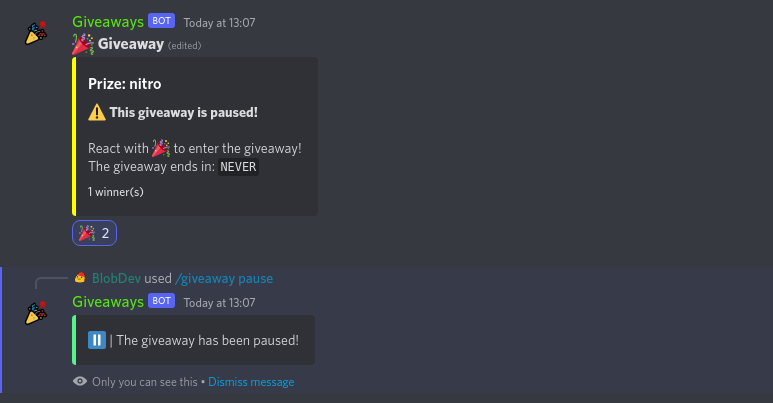 Giveaways BOT Today at 13:07
🎉 Giveaway (edited)
Prize: nitro
⚠️ This giveaway is paused!
React with 🎉 to enter the giveaway!
The giveaway ends in: NEVER
1 winner(s)
🎉 2
BlobDev used /giveaway pause
Giveaways BOT Today at 13:07
⏸️ | The giveaway has been paused!
Only you can see this • Dismiss message